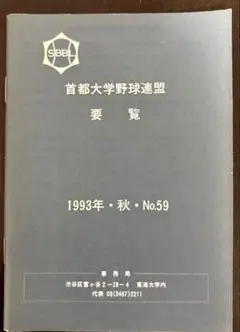 SBBL
首都大学野球連盟
要覧
1993年・秋・No.59
事務局
渋谷区富ヶ谷2-28-4 東海大学内
代表 03(3467)2211